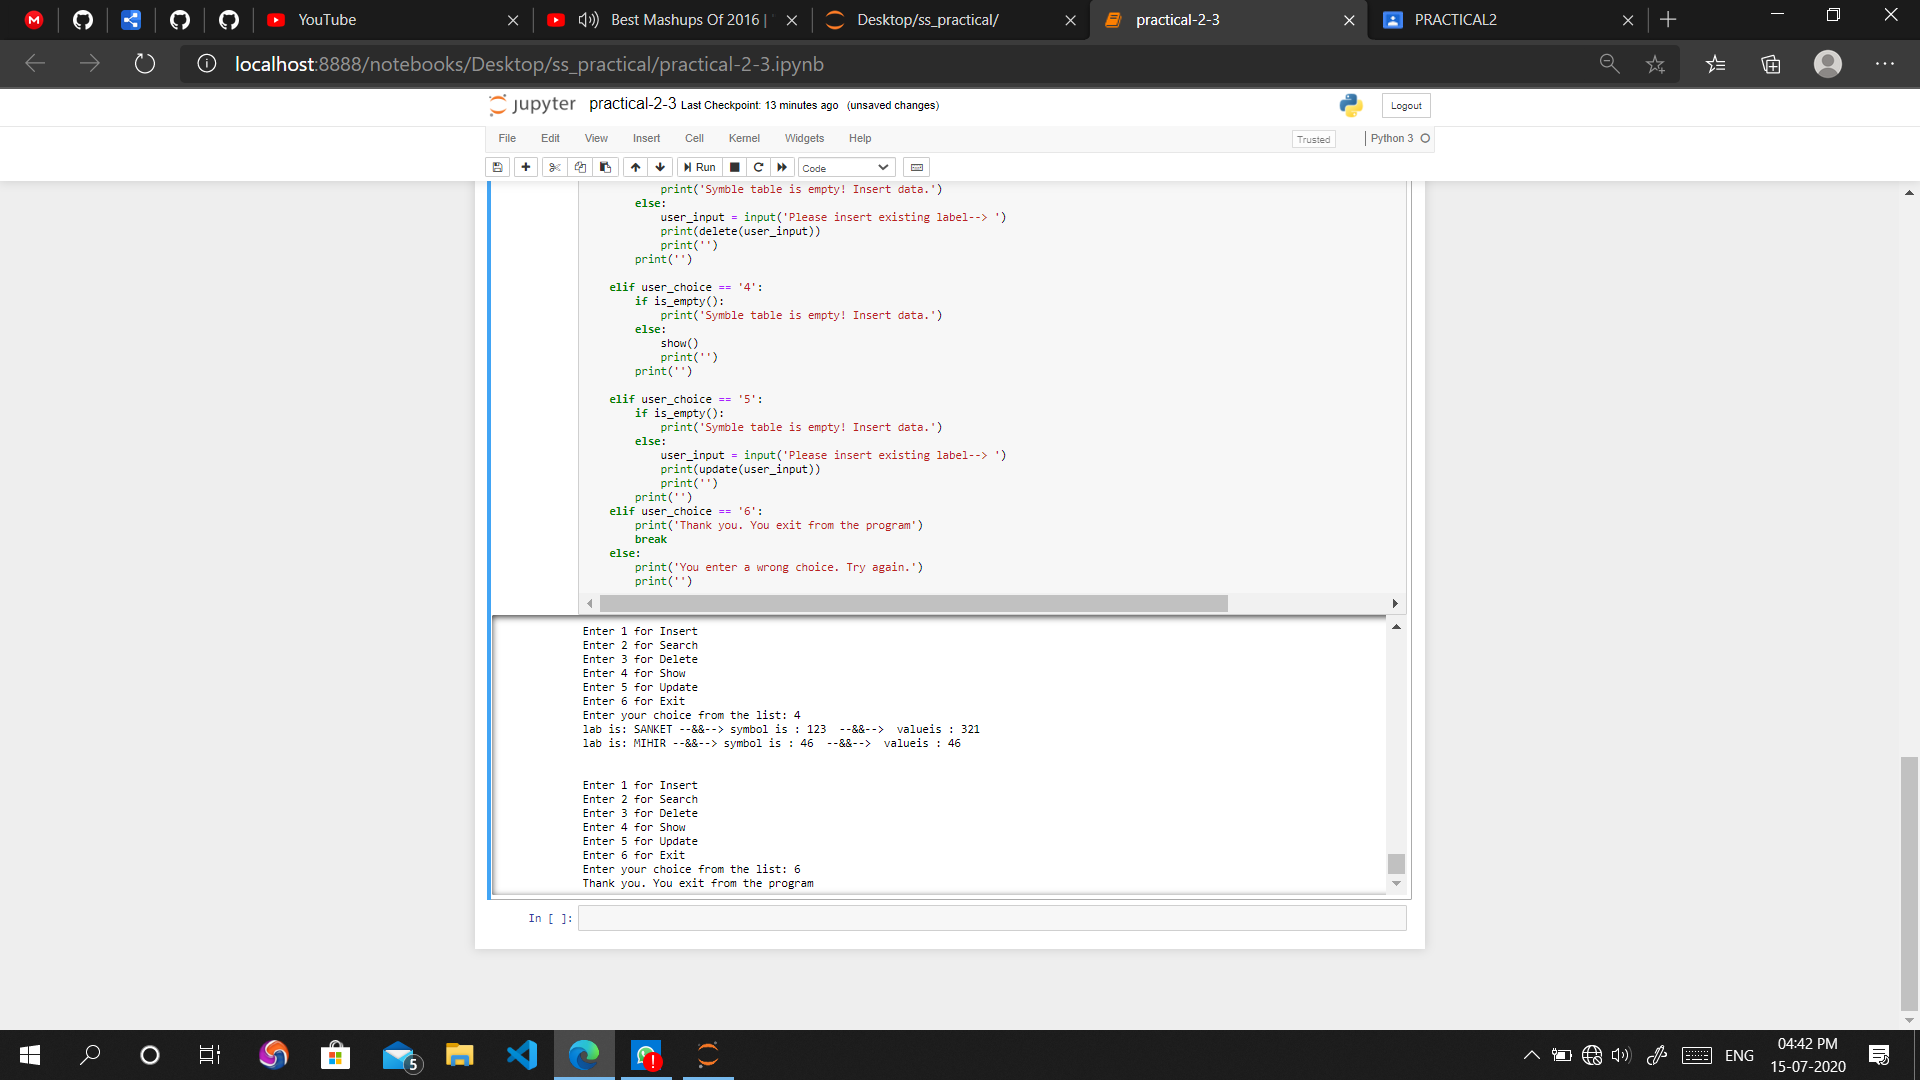 YouTube
Best Mashups Of 2016 |
Desktop/ss_practical/
practical-2-3
PRACTICAL2
localhost:8888/notebooks/Desktop/ss_practical/practical-2-3.ipynb
jupyter practical-2-3 Last Checkpoint: 13 minutes ago (unsaved changes)
Logout
File Edit View Insert Cell Kernel Widgets Help
Trusted
Python 3
Run
Code
print('Symble table is empty! Insert data.')
else:
user_input = input('Please insert existing label--> ')
print(delete(user_input))
print('')
print('')
elif user_choice == '4':
if is_empty():
print('Symble table is empty! Insert data.')
else:
show()
print('')
print('')
elif user_choice == '5':
if is_empty():
print('Symble table is empty! Insert data.')
else:
user_input = input('Please insert existing label--> ')
print(update(user_input))
print('')
print('')
elif user_choice == '6':
print('Thank you. You exit from the program')
break
else:
print('You enter a wrong choice. Try again.')
print('')
Enter 1 for Insert
Enter 2 for Search
Enter 3 for Delete
Enter 4 for Show
Enter 5 for Update
Enter 6 for Exit
Enter your choice from the list: 4
lab is: SANKET --&&--> symbol is : 123  --&&-->  valueis : 321
lab is: MIHIR --&&--> symbol is : 46  --&&-->  valueis : 46
Enter 1 for Insert
Enter 2 for Search
Enter 3 for Delete
Enter 4 for Show
Enter 5 for Update
Enter 6 for Exit
Enter your choice from the list: 6
Thank you. You exit from the program
In [ ]:
5
ENG
04:42 PM
15-07-2020